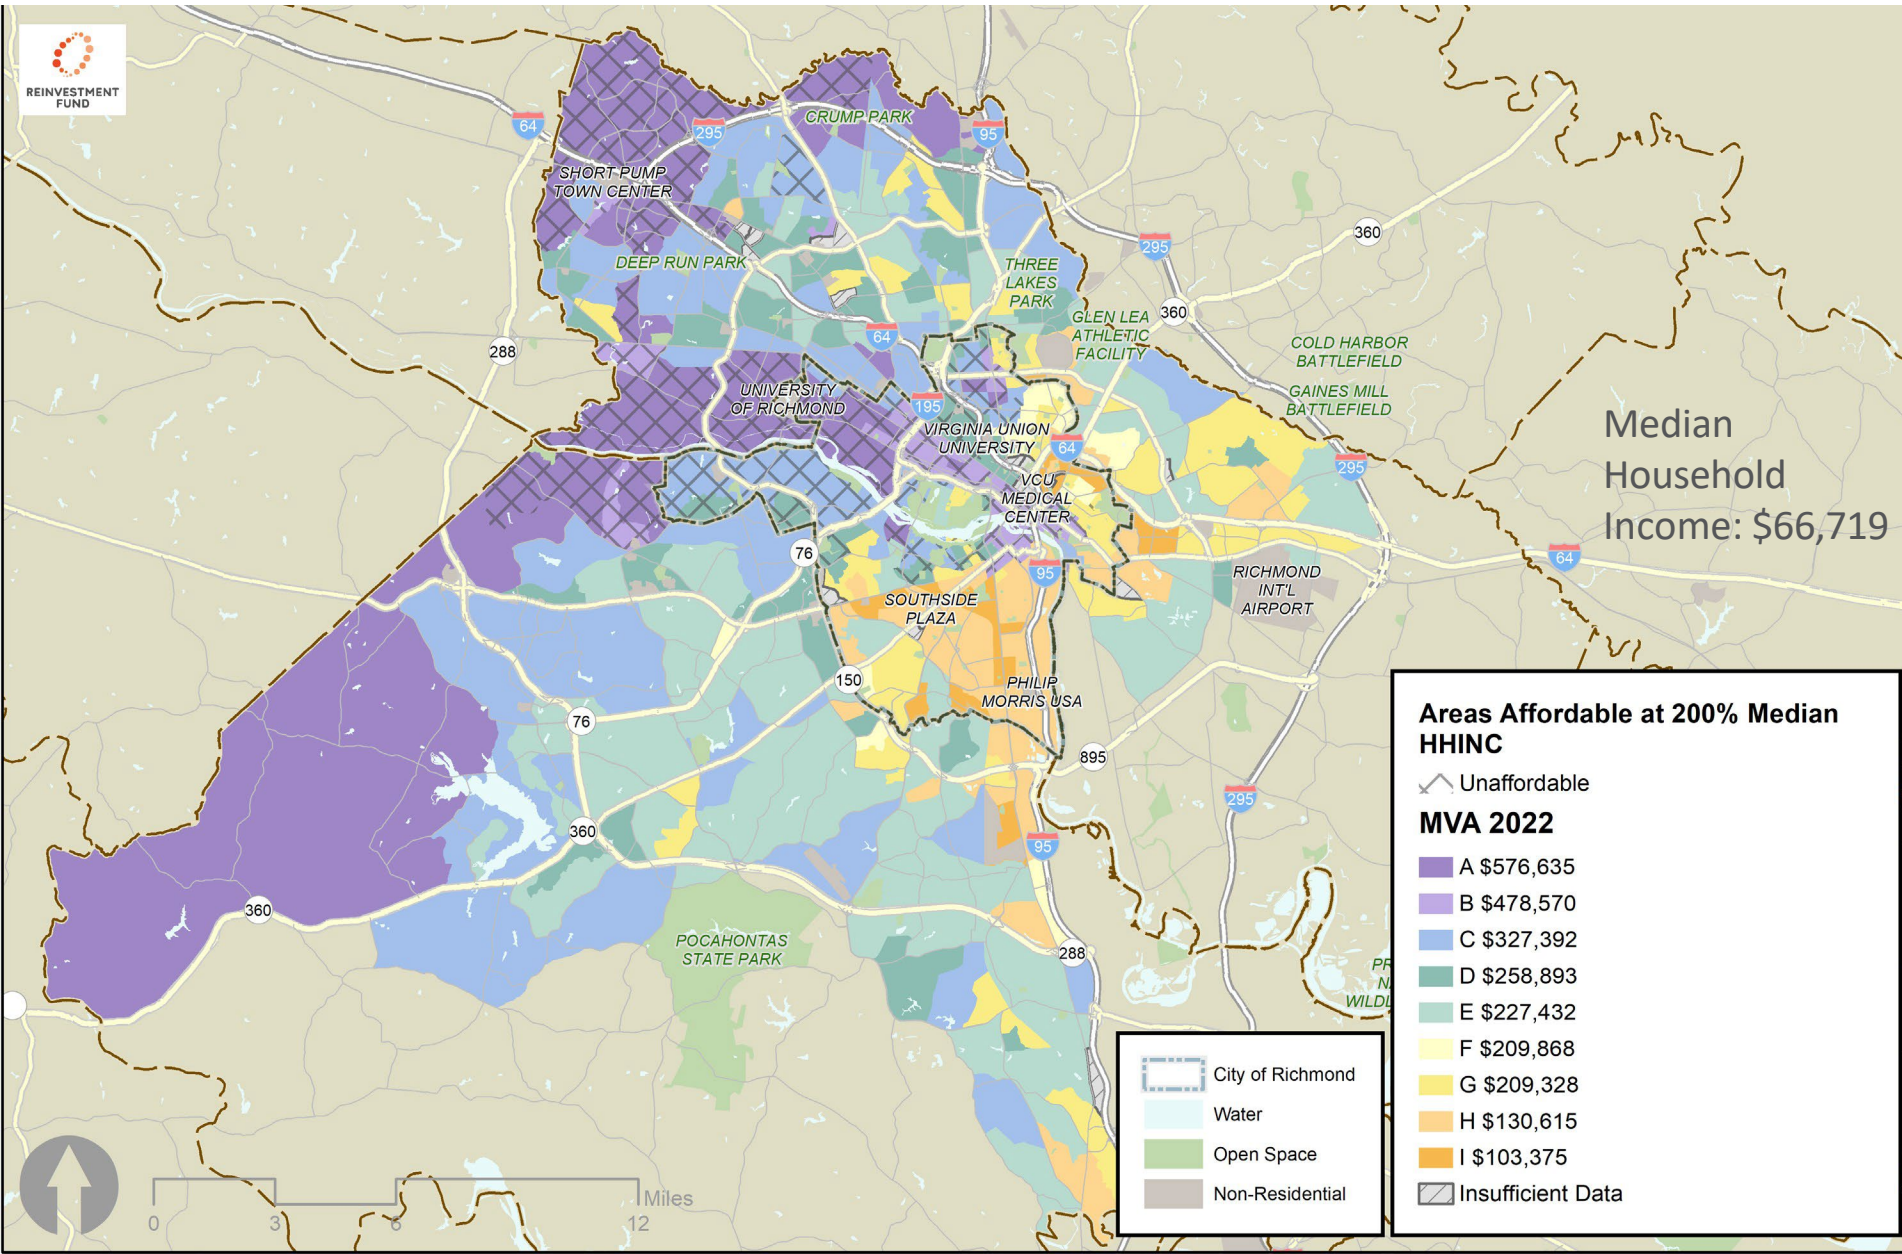 REINVESTMENT
FUND
64
295
CRUMP PARK
95
SHORT PUMP
TOWN CENTER
360
295
DEEP RUN PARK
THREE
LAKES
PARK
360
GLEN LEA
ATHLETIC
FACILITY
64
288
COLD HARBOR
BATTLEFIELD
UNIVERSITY
OF RICHMOND
GAINES MILL
BATTLEFIELD
195
VIRGINIA UNION
UNIVERSITY
64
295
Median
Household
Income: $66,719
VCU
MEDICAL
CENTER
76
64
95
RICHMOND
INT'L
AIRPORT
SOUTHSIDE
PLAZA
150
PHILIP
MORRIS USA
76
895
295
360
95
360
POCAHONTAS
STATE PARK
288
PR
N
WILDL
Areas Affordable at 200% Median
HHINC
Unaffordable
MVA 2022
A $576,635
B $478,570
C $327,392
D $258,893
E $227,432
F $209,868
G $209,328
H $130,615
I $103,375
Insufficient Data
City of Richmond
Water
Open Space
Non-Residential
Miles
0 3 6 12